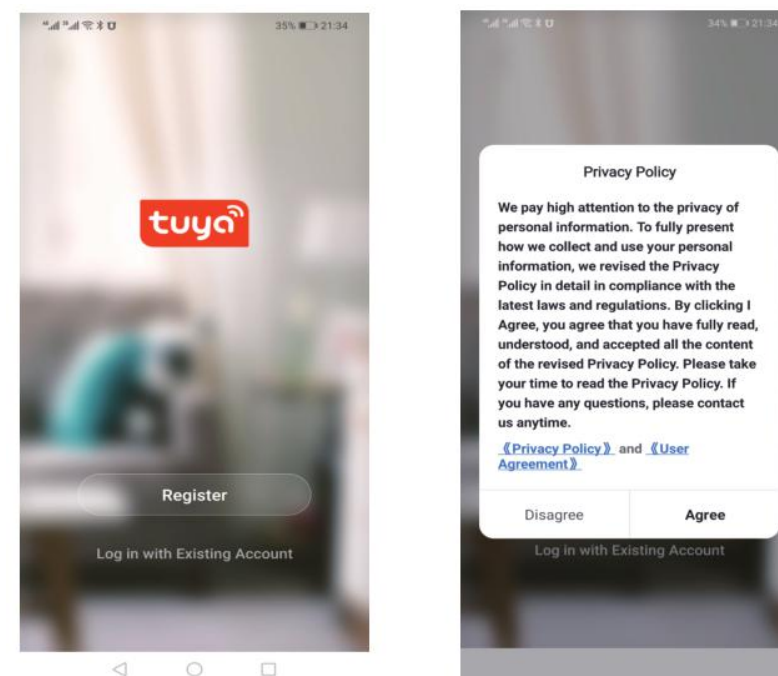 35% 21:34
tuya
Register
Log in with Existing Account
34% 21:34
Privacy Policy
We pay high attention to the privacy of
personal information. To fully present
how we collect and use your personal
information, we revised the Privacy
Policy in detail in compliance with the
latest laws and regulations. By clicking I
Agree, you agree that you have fully read,
understood, and accepted all the content
of the revised Privacy Policy. Please take
your time to read the Privacy Policy. If
you have any questions, please contact
us anytime.
《Privacy Policy》 and 《User
Agreement》
Disagree Agree
Log in with Existing Account